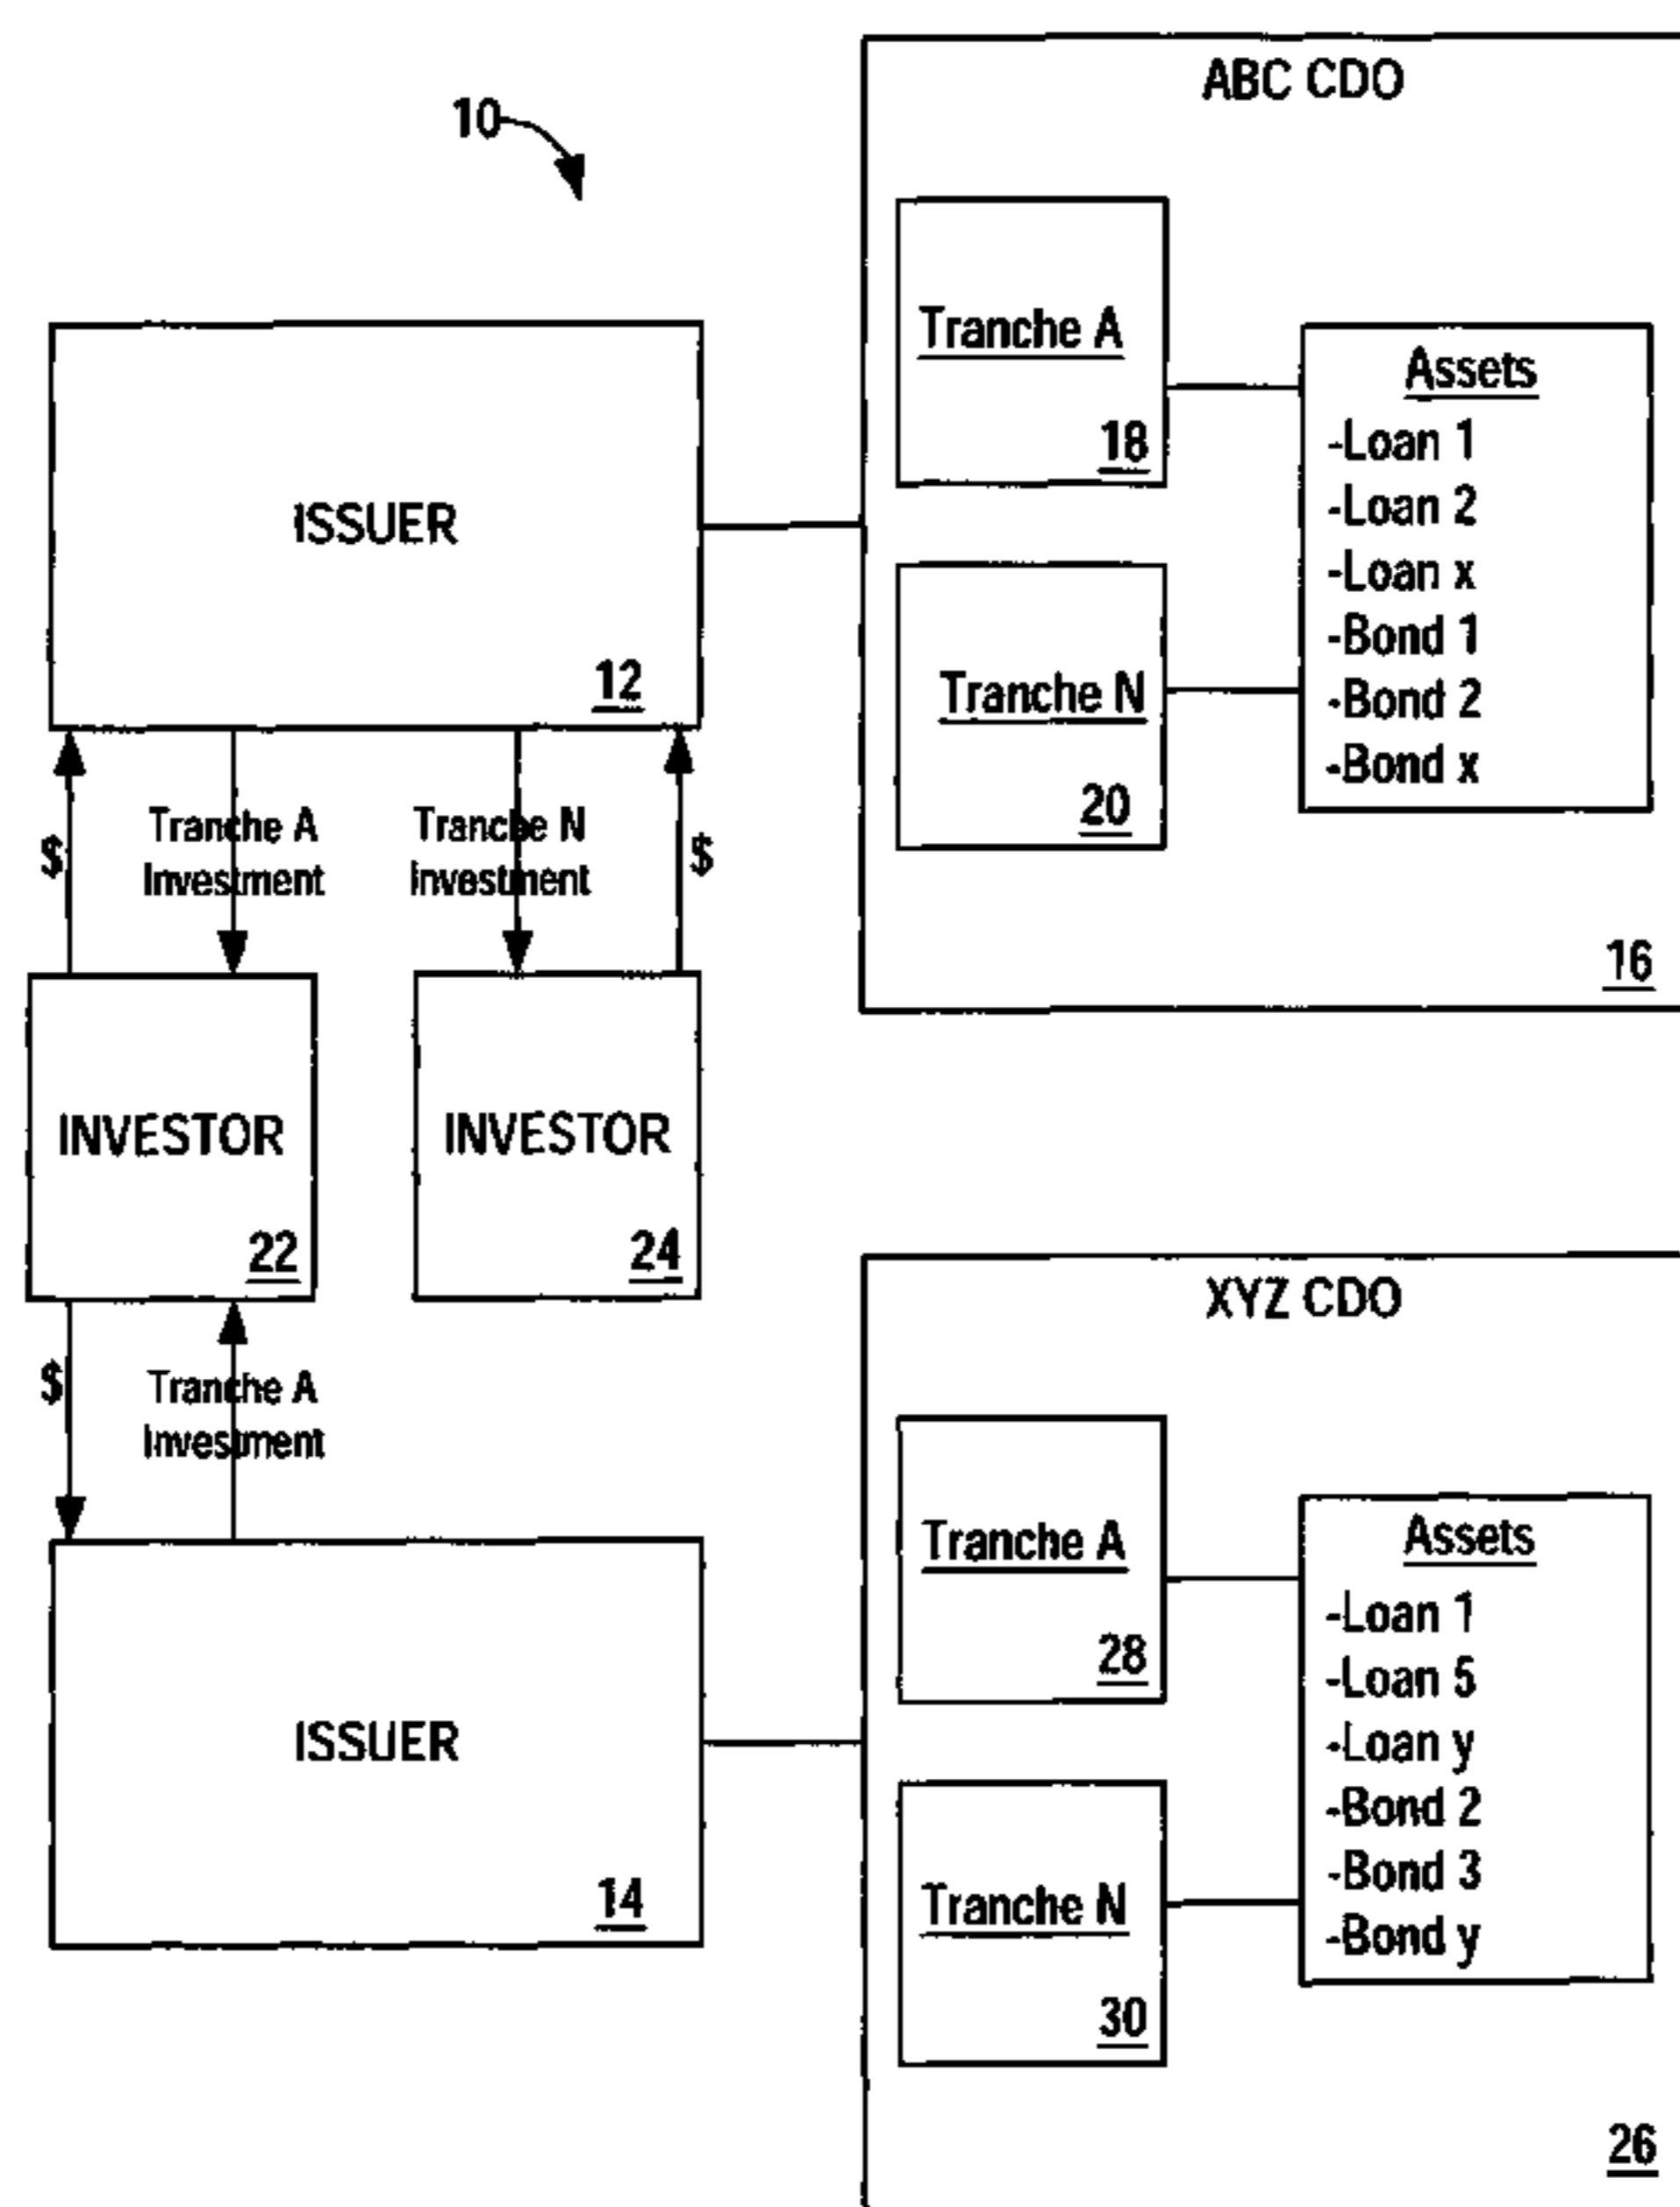 10
ABC CDO
Tranche A
18
Tranche N
20
Assets
-Loan 1
-Loan 2
-Loan x
-Bond 1
-Bond 2
-Bond x
16
ISSUER
12
$
Tranche A
Investment
Tranche N
Investment
$
INVESTOR
22
INVESTOR
24
$
Tranche A
Investment
ISSUER
14
XYZ CDO
Tranche A
28
Tranche N
30
Assets
-Loan 1
-Loan 5
-Loan y
-Bond 2
-Bond 3
-Bond y
26